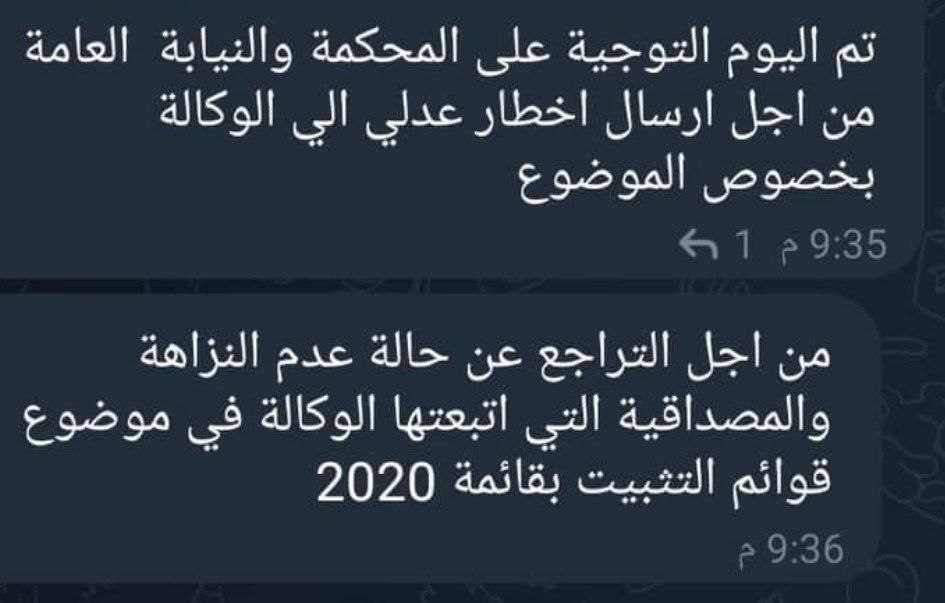 تم اليوم التوجية على المحكمة والنيابة العامة
من اجل ارسال اخطار عدلي الي الوكالة
بخصوص الموضوع
1 9:35 م
من اجل التراجع عن حالة عدم النزاهة
والمصداقية التي اتبعتها الوكالة في موضوع
قوائم التثبيت بقائمة 2020
9:36 م